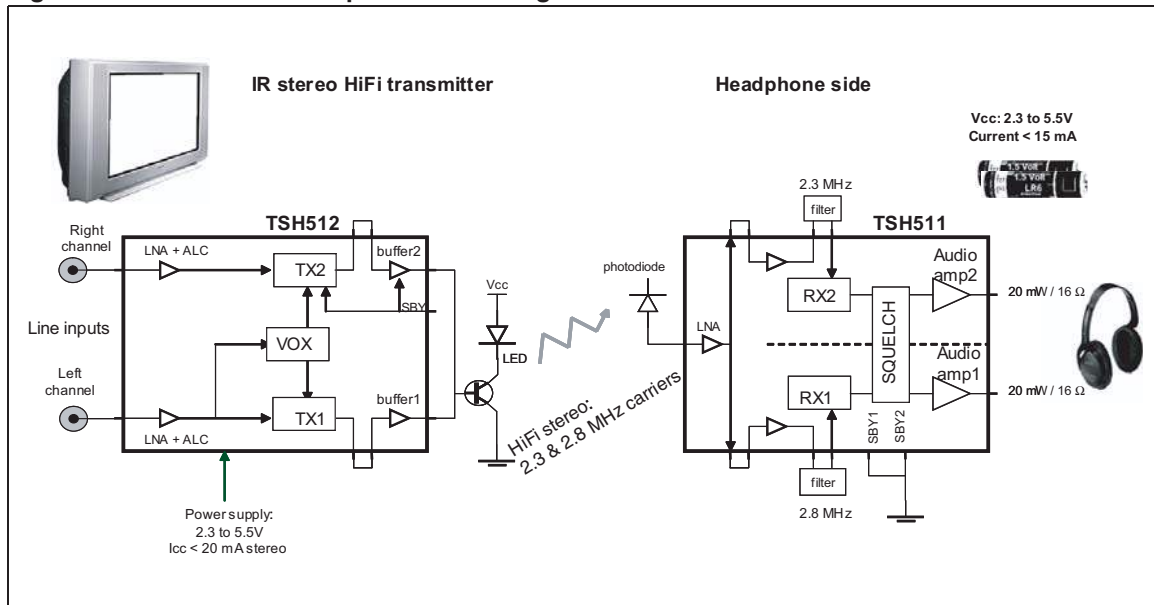 IR stereo HiFi transmitter
Headphone side
Vcc: 2.3 to 5.5V
Current < 15 mA
1.5 Volt
1.5 Volt
LR6
2.3 MHz
filter
TSH512
TSH511
Right
channel
LNA + ALC
TX2
buffer2
SBY
Vcc
LED
photodiode
LNA
RX2
SQUELCH
Audio
amp2
20 mW / 16 Ω
Line inputs
VOX
Left
channel
LNA + ALC
TX1
buffer1
HiFi stereo:
2.3 & 2.8 MHz carriers
RX1
Audio
amp1
20 mW / 16 Ω
SBY1
SBY2
filter
2.8 MHz
Power supply:
2.3 to 5.5V
Icc < 20 mA stereo